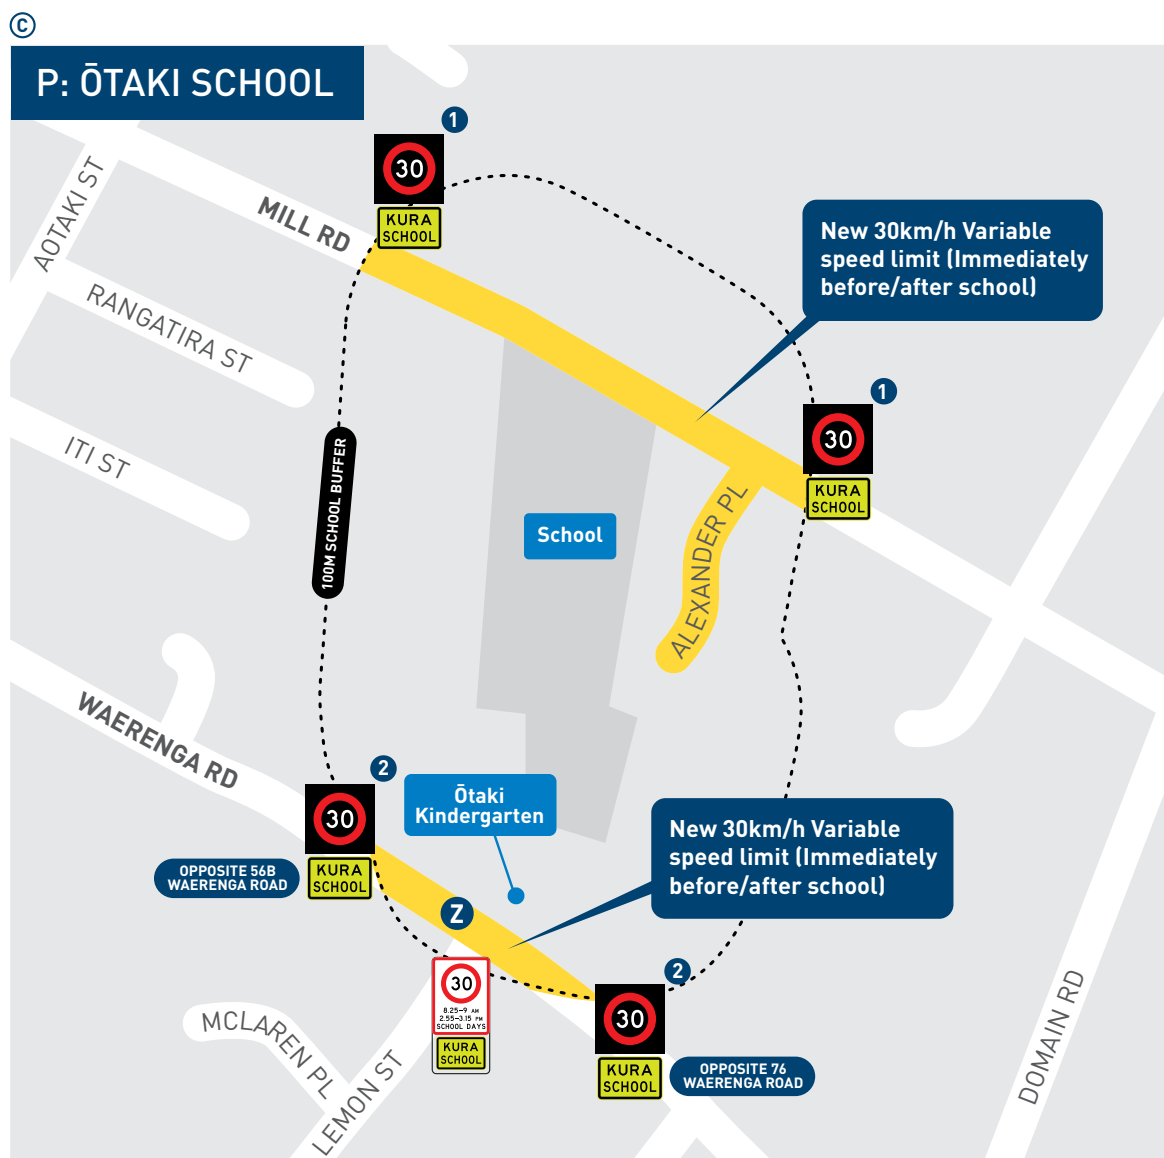 ©
P: ŌTAKI SCHOOL
1
30
KURA
SCHOOL
MILL RD
AOTAKI ST
RANGATIRA ST
ITI ST
New 30km/h Variable
speed limit (Immediately
before/after school)
1
30
KURA
SCHOOL
100M SCHOOL BUFFER
School
ALEXANDER PL
WAERENGA RD
2
30
KURA
SCHOOL
OPPOSITE 56B
WAERENGA ROAD
Ōtaki
Kindergarten
New 30km/h Variable
speed limit (Immediately
before/after school)
Z
30
8.25–9 AM
2.55–3.15 PM
SCHOOL DAYS
KURA
SCHOOL
2
30
KURA
SCHOOL
OPPOSITE 76
WAERENGA ROAD
MCLAREN PL
LEMON ST
DOMAIN RD